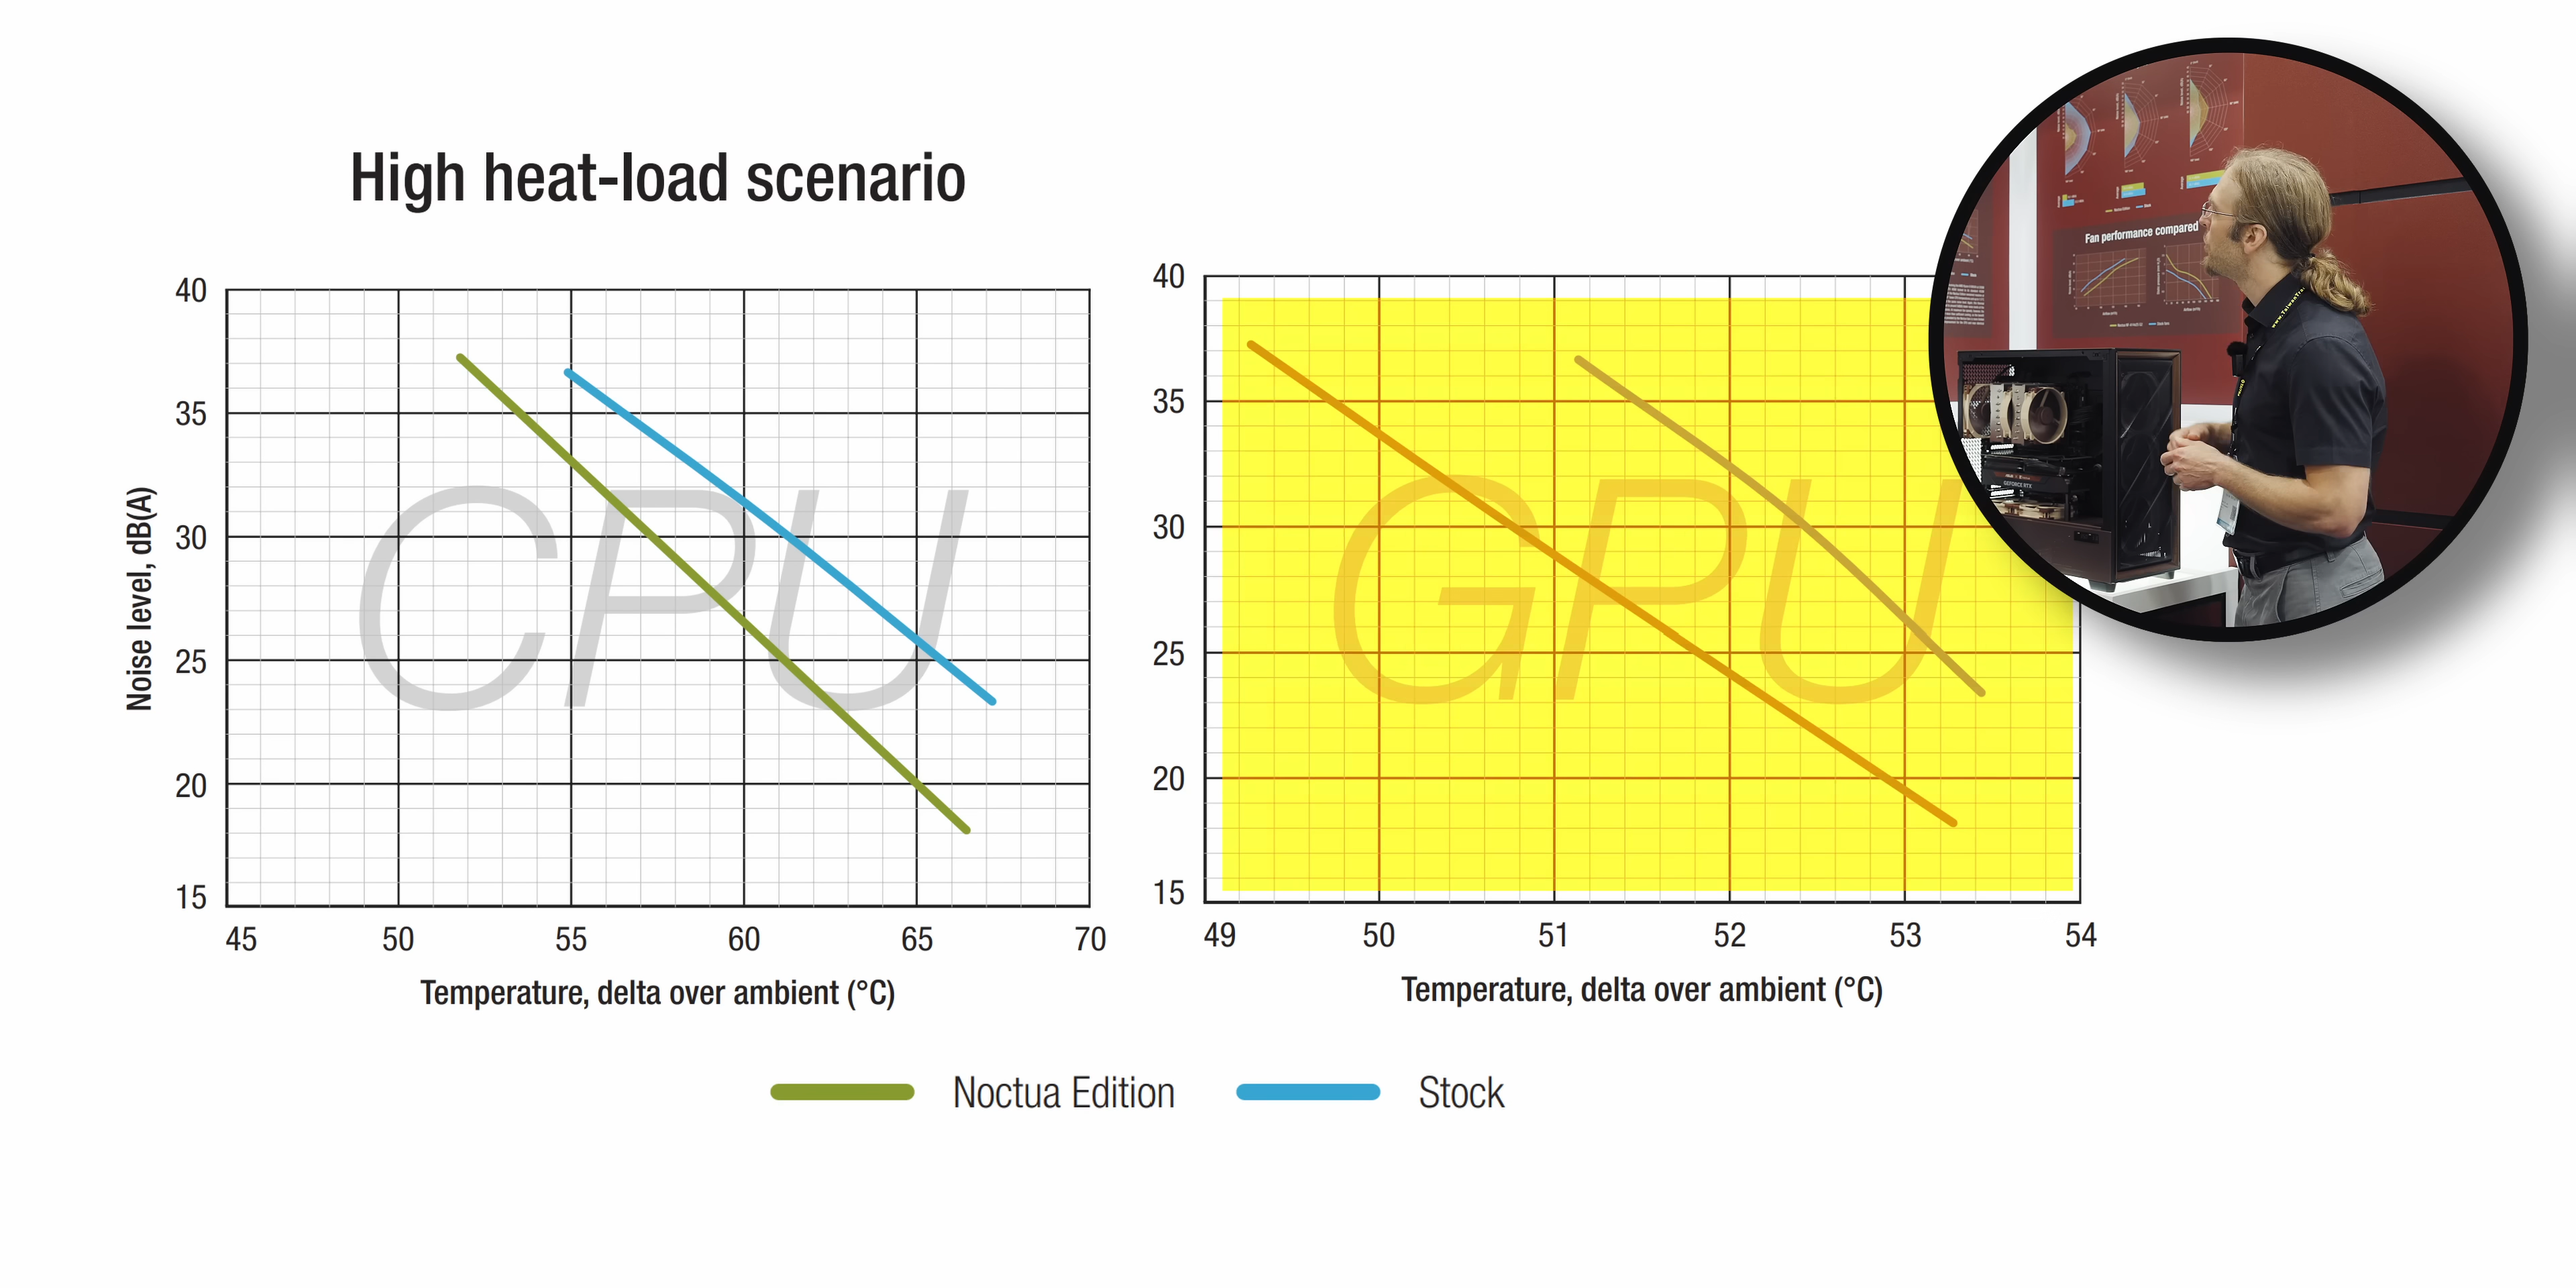 High heat-load scenario
40
35
30
25
20
15
Noise level, dB(A)
CPU
45 50 55 60 65 70
Temperature, delta over ambient (°C)
40
35
30
25
20
15
GPU
49 50 51 52 53 54
Temperature, delta over ambient (°C)
Noctua Edition
Stock
Fan performance compared
GEFORCE RTX